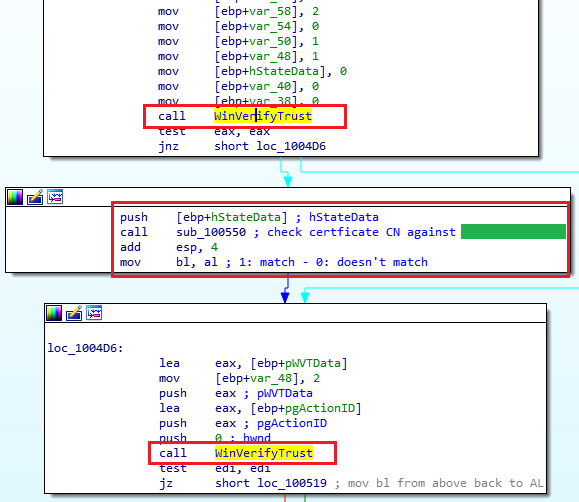 mov [ebp+var_58], 2
mov [ebp+var_54], 0
mov [ebp+var_50], 1
mov [ebp+var_48], 1
mov [ebp+hStateData], 0
mov [ebp+var_40], 0
mov [ebp+var_38], 0
call WinVerifyTrust
test eax, eax
jnz short loc_1004D6
push [ebp+hStateData] ; hStateData
call sub_100550 ; check certficate CN against
add esp, 4
mov bl, al ; 1: match - 0: doesn't match
loc_1004D6:
lea eax, [ebp+pWVTData]
mov [ebp+var_48], 2
push eax ; pWVTData
lea eax, [ebp+pgActionID]
push eax ; pgActionID
push 0 ; hwnd
call WinVerifyTrust
test edi, edi
jz short loc_100519 ; mov bl from above back to AL